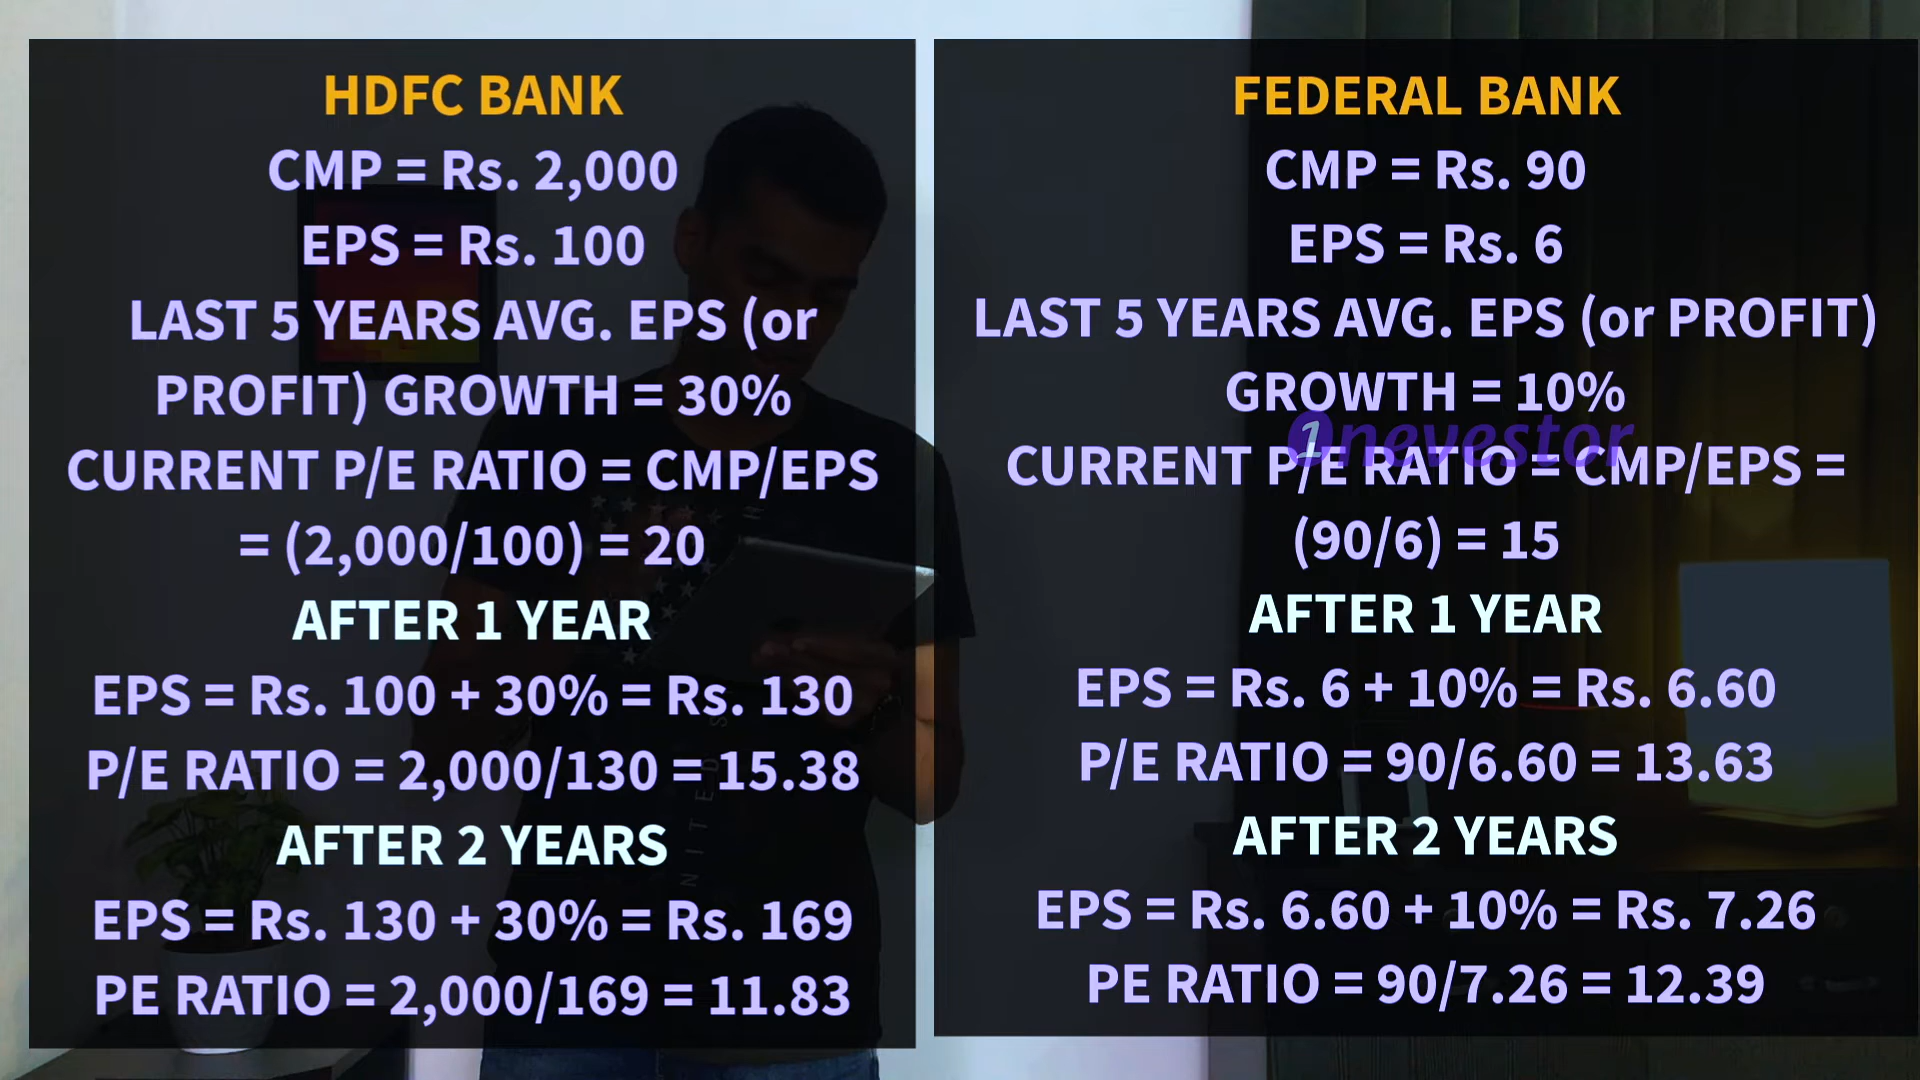 HDFC BANK
CMP = Rs. 2,000
EPS = Rs. 100
LAST 5 YEARS AVG. EPS (or
PROFIT) GROWTH = 30%
CURRENT P/E RATIO = CMP/EPS
= (2,000/100) = 20
AFTER 1 YEAR
EPS = Rs. 100 + 30% = Rs. 130
P/E RATIO = 2,000/130 = 15.38
AFTER 2 YEARS
EPS = Rs. 130 + 30% = Rs. 169
PE RATIO = 2,000/169 = 11.83
FEDERAL BANK
CMP = Rs. 90
EPS = Rs. 6
LAST 5 YEARS AVG. EPS (or PROFIT)
GROWTH = 10%
1nevestor
CURRENT P/E RATIO = CMP/EPS =
(90/6) = 15
AFTER 1 YEAR
EPS = Rs. 6 + 10% = Rs. 6.60
P/E RATIO = 90/6.60 = 13.63
AFTER 2 YEARS
EPS = Rs. 6.60 + 10% = Rs. 7.26
PE RATIO = 90/7.26 = 12.39